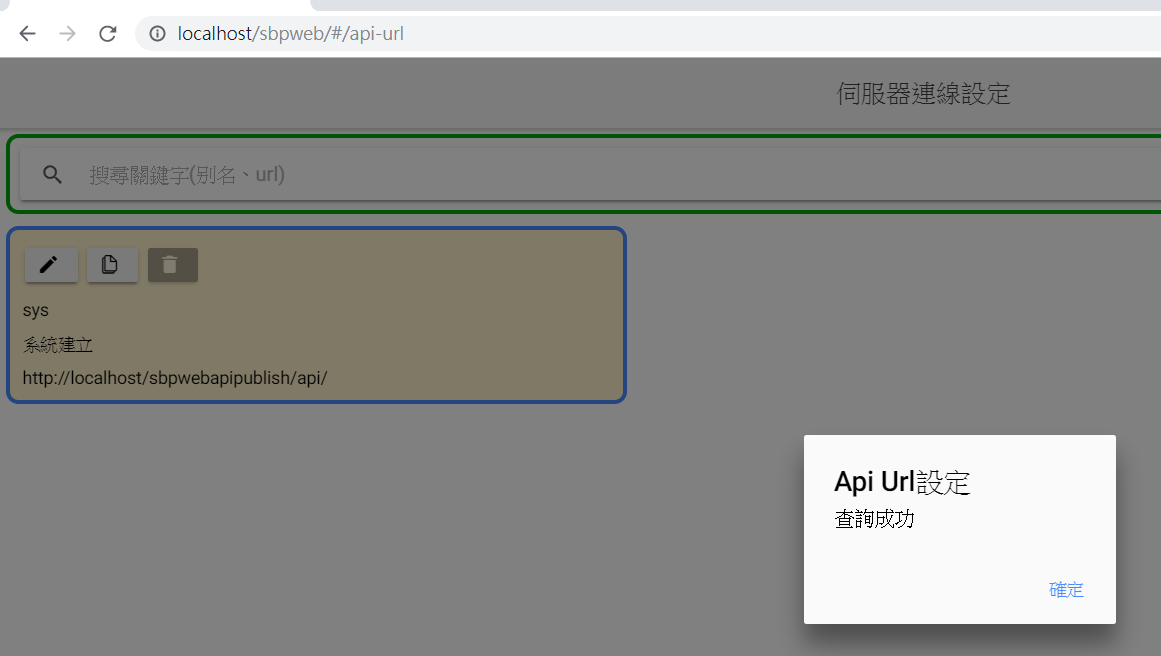 localhost/sbpweb/#/api-url
伺服器連線設定
搜尋關鍵字(別名、url)
sys
系統建立
http://localhost/sbpwebapipublish/api/
Api Url設定
查詢成功
確定